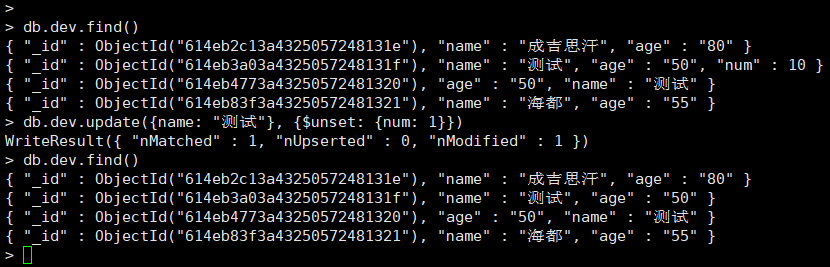 >
> db.dev.find()
{ "_id" : ObjectId("614eb2c13a4325057248131e"), "name" : "成吉思汗", "age" : "80" }
{ "_id" : ObjectId("614eb3a03a4325057248131f"), "name" : "测试", "age" : "50", "num" : 10 }
{ "_id" : ObjectId("614eb4773a43250572481320"), "age" : "50", "name" : "测试" }
{ "_id" : ObjectId("614eb83f3a43250572481321"), "name" : "海都", "age" : "55" }
> db.dev.update({name: "测试"}, {$unset: {num: 1}})
WriteResult({ "nMatched" : 1, "nUpserted" : 0, "nModified" : 1 })
> db.dev.find()
{ "_id" : ObjectId("614eb2c13a4325057248131e"), "name" : "成吉思汗", "age" : "80" }
{ "_id" : ObjectId("614eb3a03a4325057248131f"), "name" : "测试", "age" : "50" }
{ "_id" : ObjectId("614eb4773a43250572481320"), "age" : "50", "name" : "测试" }
{ "_id" : ObjectId("614eb83f3a43250572481321"), "name" : "海都", "age" : "55" }
>